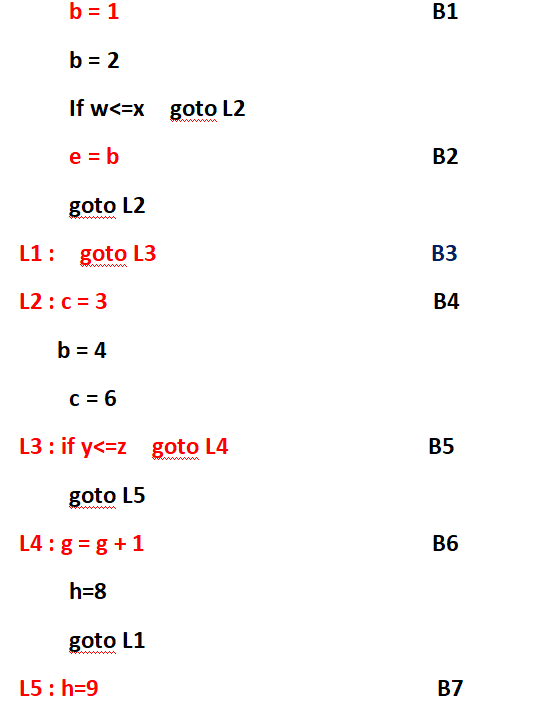 b = 1 B1
b = 2
If w<=x goto L2
e = b B2
goto L2
L1 : goto L3 B3
L2 : c = 3 B4
b = 4
c = 6
L3 : if y<=z goto L4 B5
goto L5
L4 : g = g + 1 B6
h=8
goto L1
L5 : h=9 B7